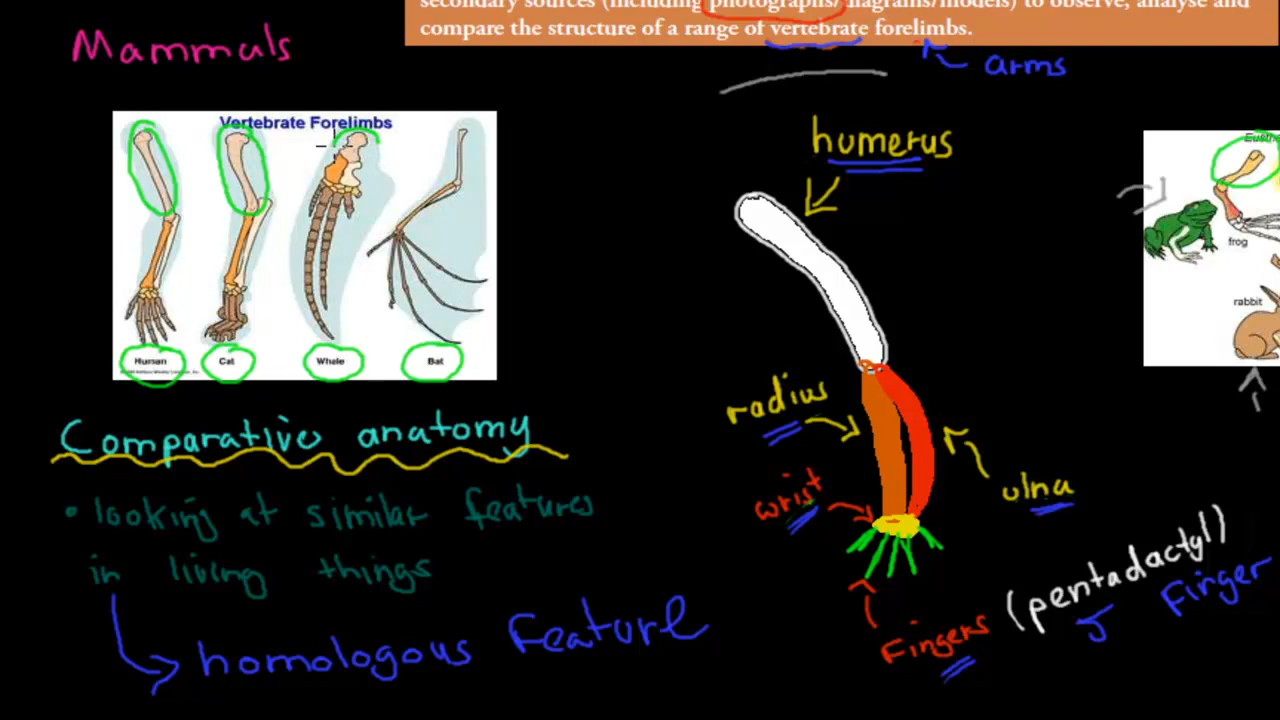 secondary sources (including photographs/diagrams/models) to observe, analyse and
compare the structure of a range of vertebrate forelimbs.
Mammals
arms
Vertebrate Forelimbs
Human
Cat
Whale
Bat
humerus
radius
ulna
wrist
Fingers
(pentadactyl)
5
Finger
frog
rabbit
Comparative anatomy
• looking at similar features
in living things
homologous feature